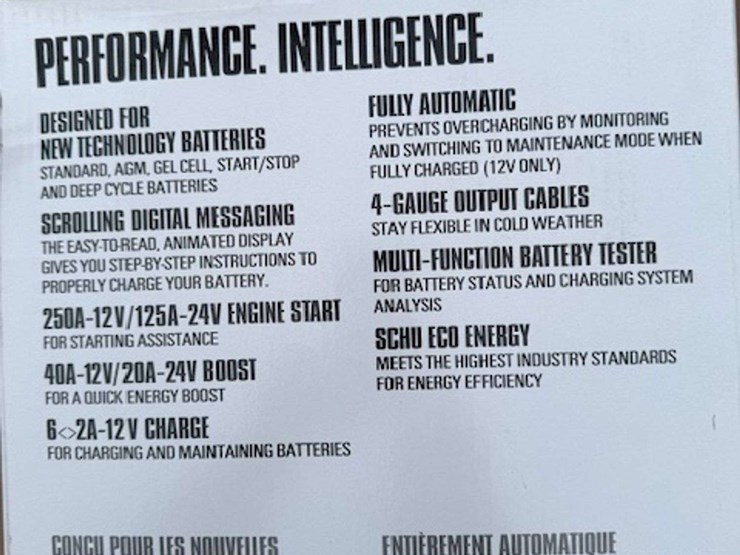 PERFORMANCE. INTELLIGENCE.
DESIGNED FOR
NEW TECHNOLOGY BATTERIES
STANDARD, AGM, GEL CELL, START/STOP
AND DEEP CYCLE BATTERIES
SCROLLING DIGITAL MESSAGING
THE EASY-TO-READ, ANIMATED DISPLAY
GIVES YOU STEP-BY-STEP INSTRUCTIONS TO
PROPERLY CHARGE YOUR BATTERY.
250A-12V/125A-24V ENGINE START
FOR STARTING ASSISTANCE
40A-12V/20A-24V BOOST
FOR A QUICK ENERGY BOOST
6<>2A-12V CHARGE
FOR CHARGING AND MAINTAINING BATTERIES
FULLY AUTOMATIC
PREVENTS OVERCHARGING BY MONITORING
AND SWITCHING TO MAINTENANCE MODE WHEN
FULLY CHARGED (12V ONLY)
4-GAUGE OUTPUT CABLES
STAY FLEXIBLE IN COLD WEATHER
MULTI-FUNCTION BATTERY TESTER
FOR BATTERY STATUS AND CHARGING SYSTEM
ANALYSIS
SCHU ECO ENERGY
MEETS THE HIGHEST INDUSTRY STANDARDS
FOR ENERGY EFFICIENCY
CONÇU POUR LES NOUVELLES
ENTIÈREMENT AUTOMATIQUE